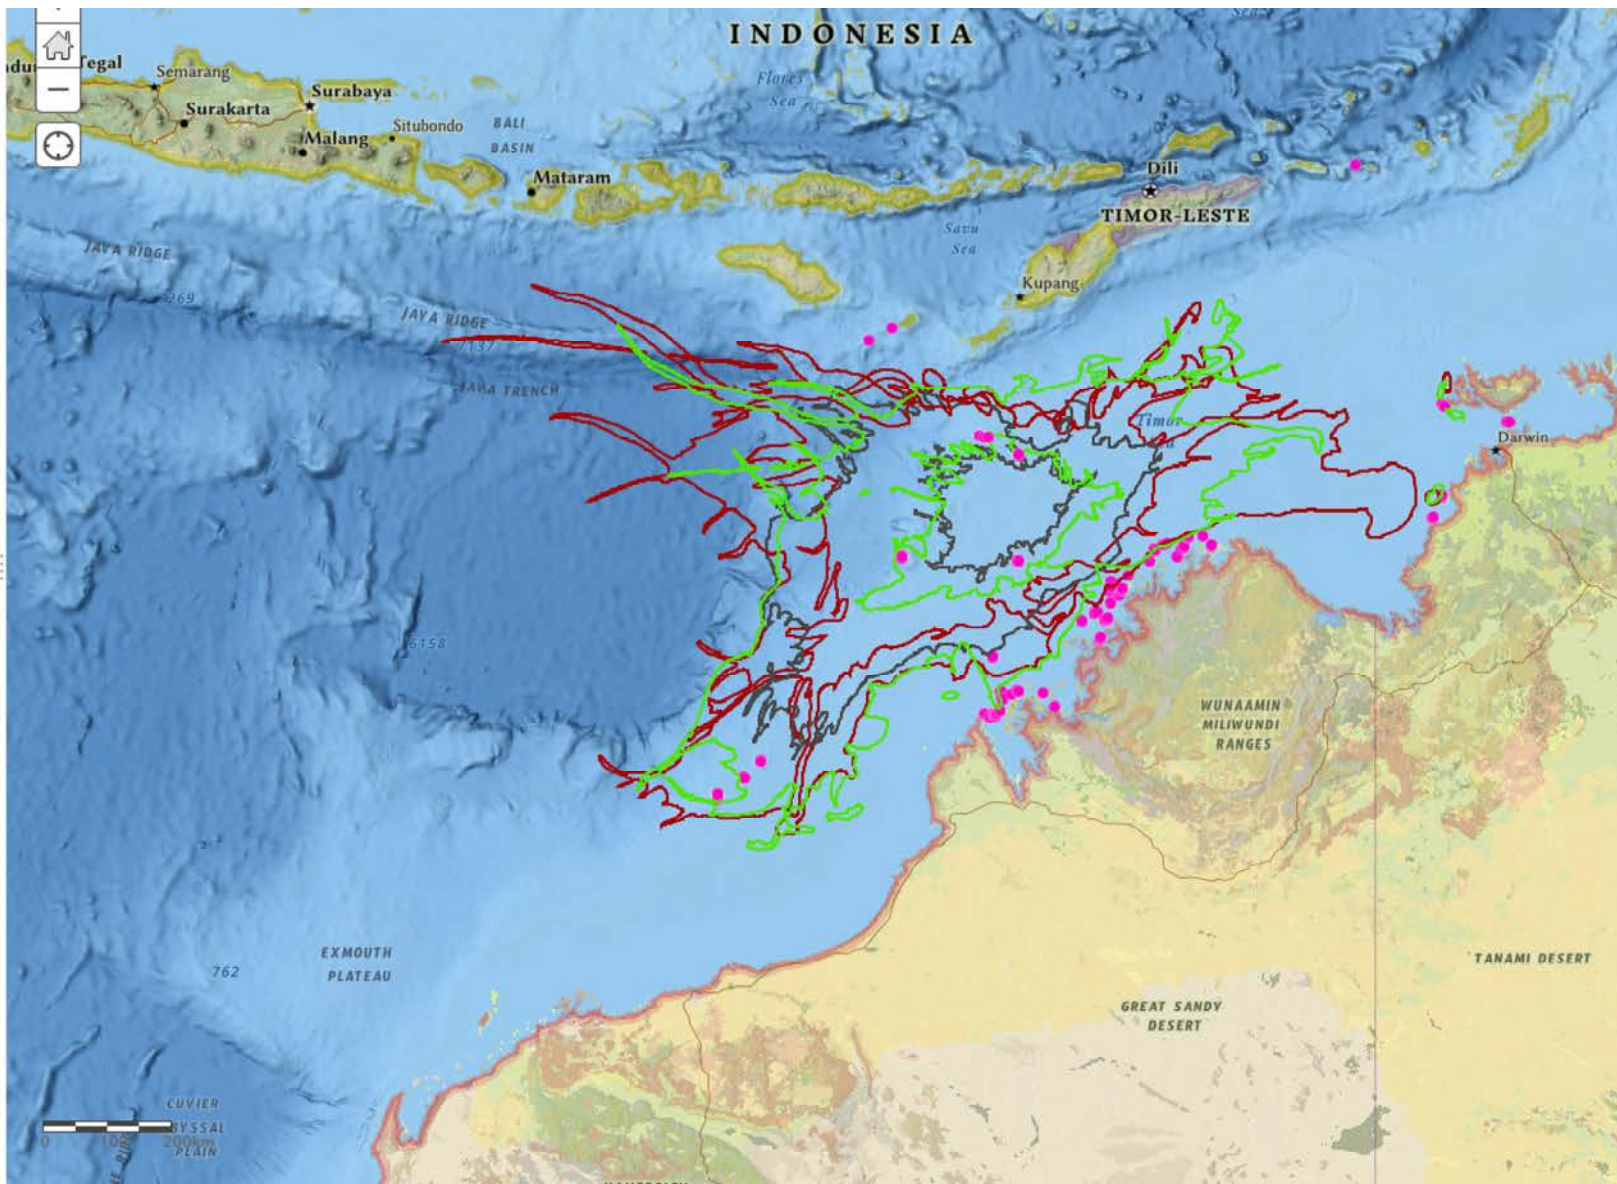 INDONESIA
Tegal
Semarang
Surabaya
Surakarta
Malang
Situbondo
BALI
BASIN
Mataram
Flores
Sea
Dili
TIMOR-LESTE
Savu
Sea
Kupang
JAVA RIDGE
7269
JAVA RIDGE
JAVA TRENCH
Timor
Darwin
6158
WUNAAMIN
MILIWUNDI
RANGES
EXMOUTH
PLATEAU
762
TANAMI DESERT
GREAT SANDY
DESERT
CUVIER
PLAIN
0
200km